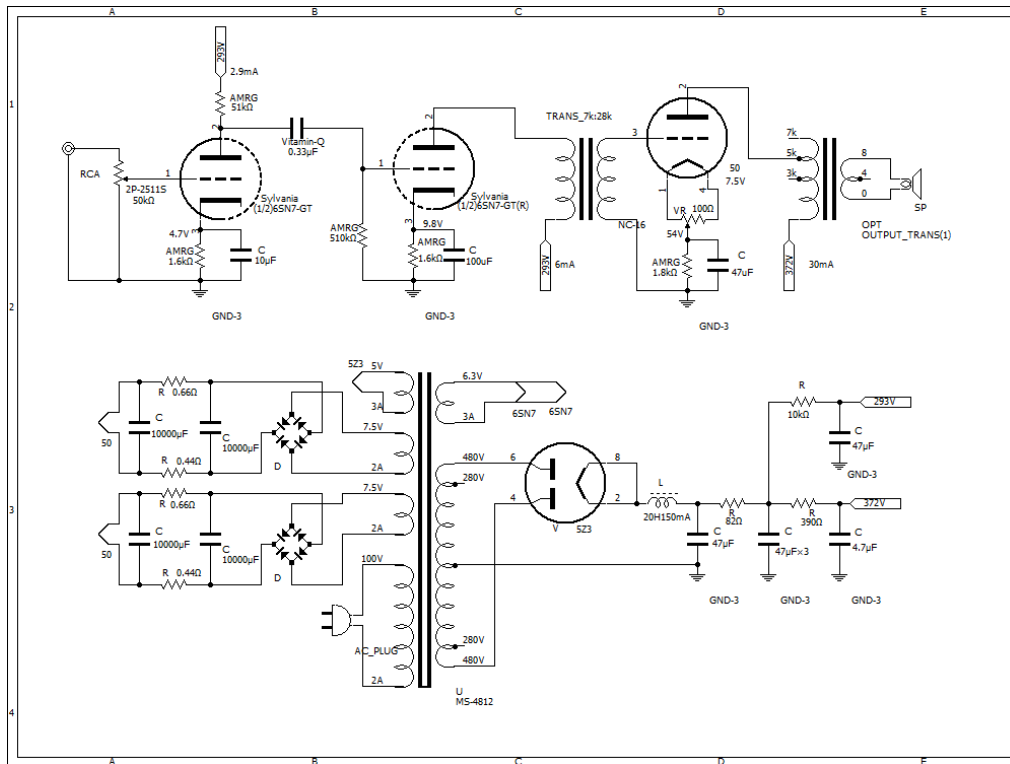 A B C D E
293V
2.9mA
1
AMRG
51kΩ
2
Vitamin-Q
0.33μF
RCA
2P-2511S
50kΩ
1
Sylvania
(1/2)6SN7-GT
4.7V
3
AMRG
1.6kΩ
C
10μF
GND-3
AMRG
510kΩ
2
1
Sylvania
(1/2)6SN7-GT(R)
3
9.8V
AMRG
1.6kΩ
C
100uF
GND-3
TRANS_7k:28k
NC-16
293V
6mA
2
3
50
7.5V
1
4
VR 100Ω
54V
AMRG
1.8kΩ
C
47uF
GND-3
7k
5k
3k
8
4
0
SP
OPT
OUTPUT_TRANS(1)
372V
30mA
2
5Z3
5V
3A
6.3V
3A
6SN7
6SN7
R 0.66Ω
C
10000μF
C
10000μF
50
R 0.44Ω
D
7.5V
2A
R
0.66Ω
C
10000μF
C
10000μF
50
R 0.44Ω
D
7.5V
2A
3
100V
AC_PLUG
2A
480V
280V
280V
480V
U
MS-4812
6
4
8
2
V
5Z3
L
20H150mA
C
47μF
GND-3
R
82Ω
C
47μF×3
GND-3
R
10kΩ
293V
C
47μF
GND-3
R
390Ω
372V
C
4.7μF
GND-3
4
A B C D E